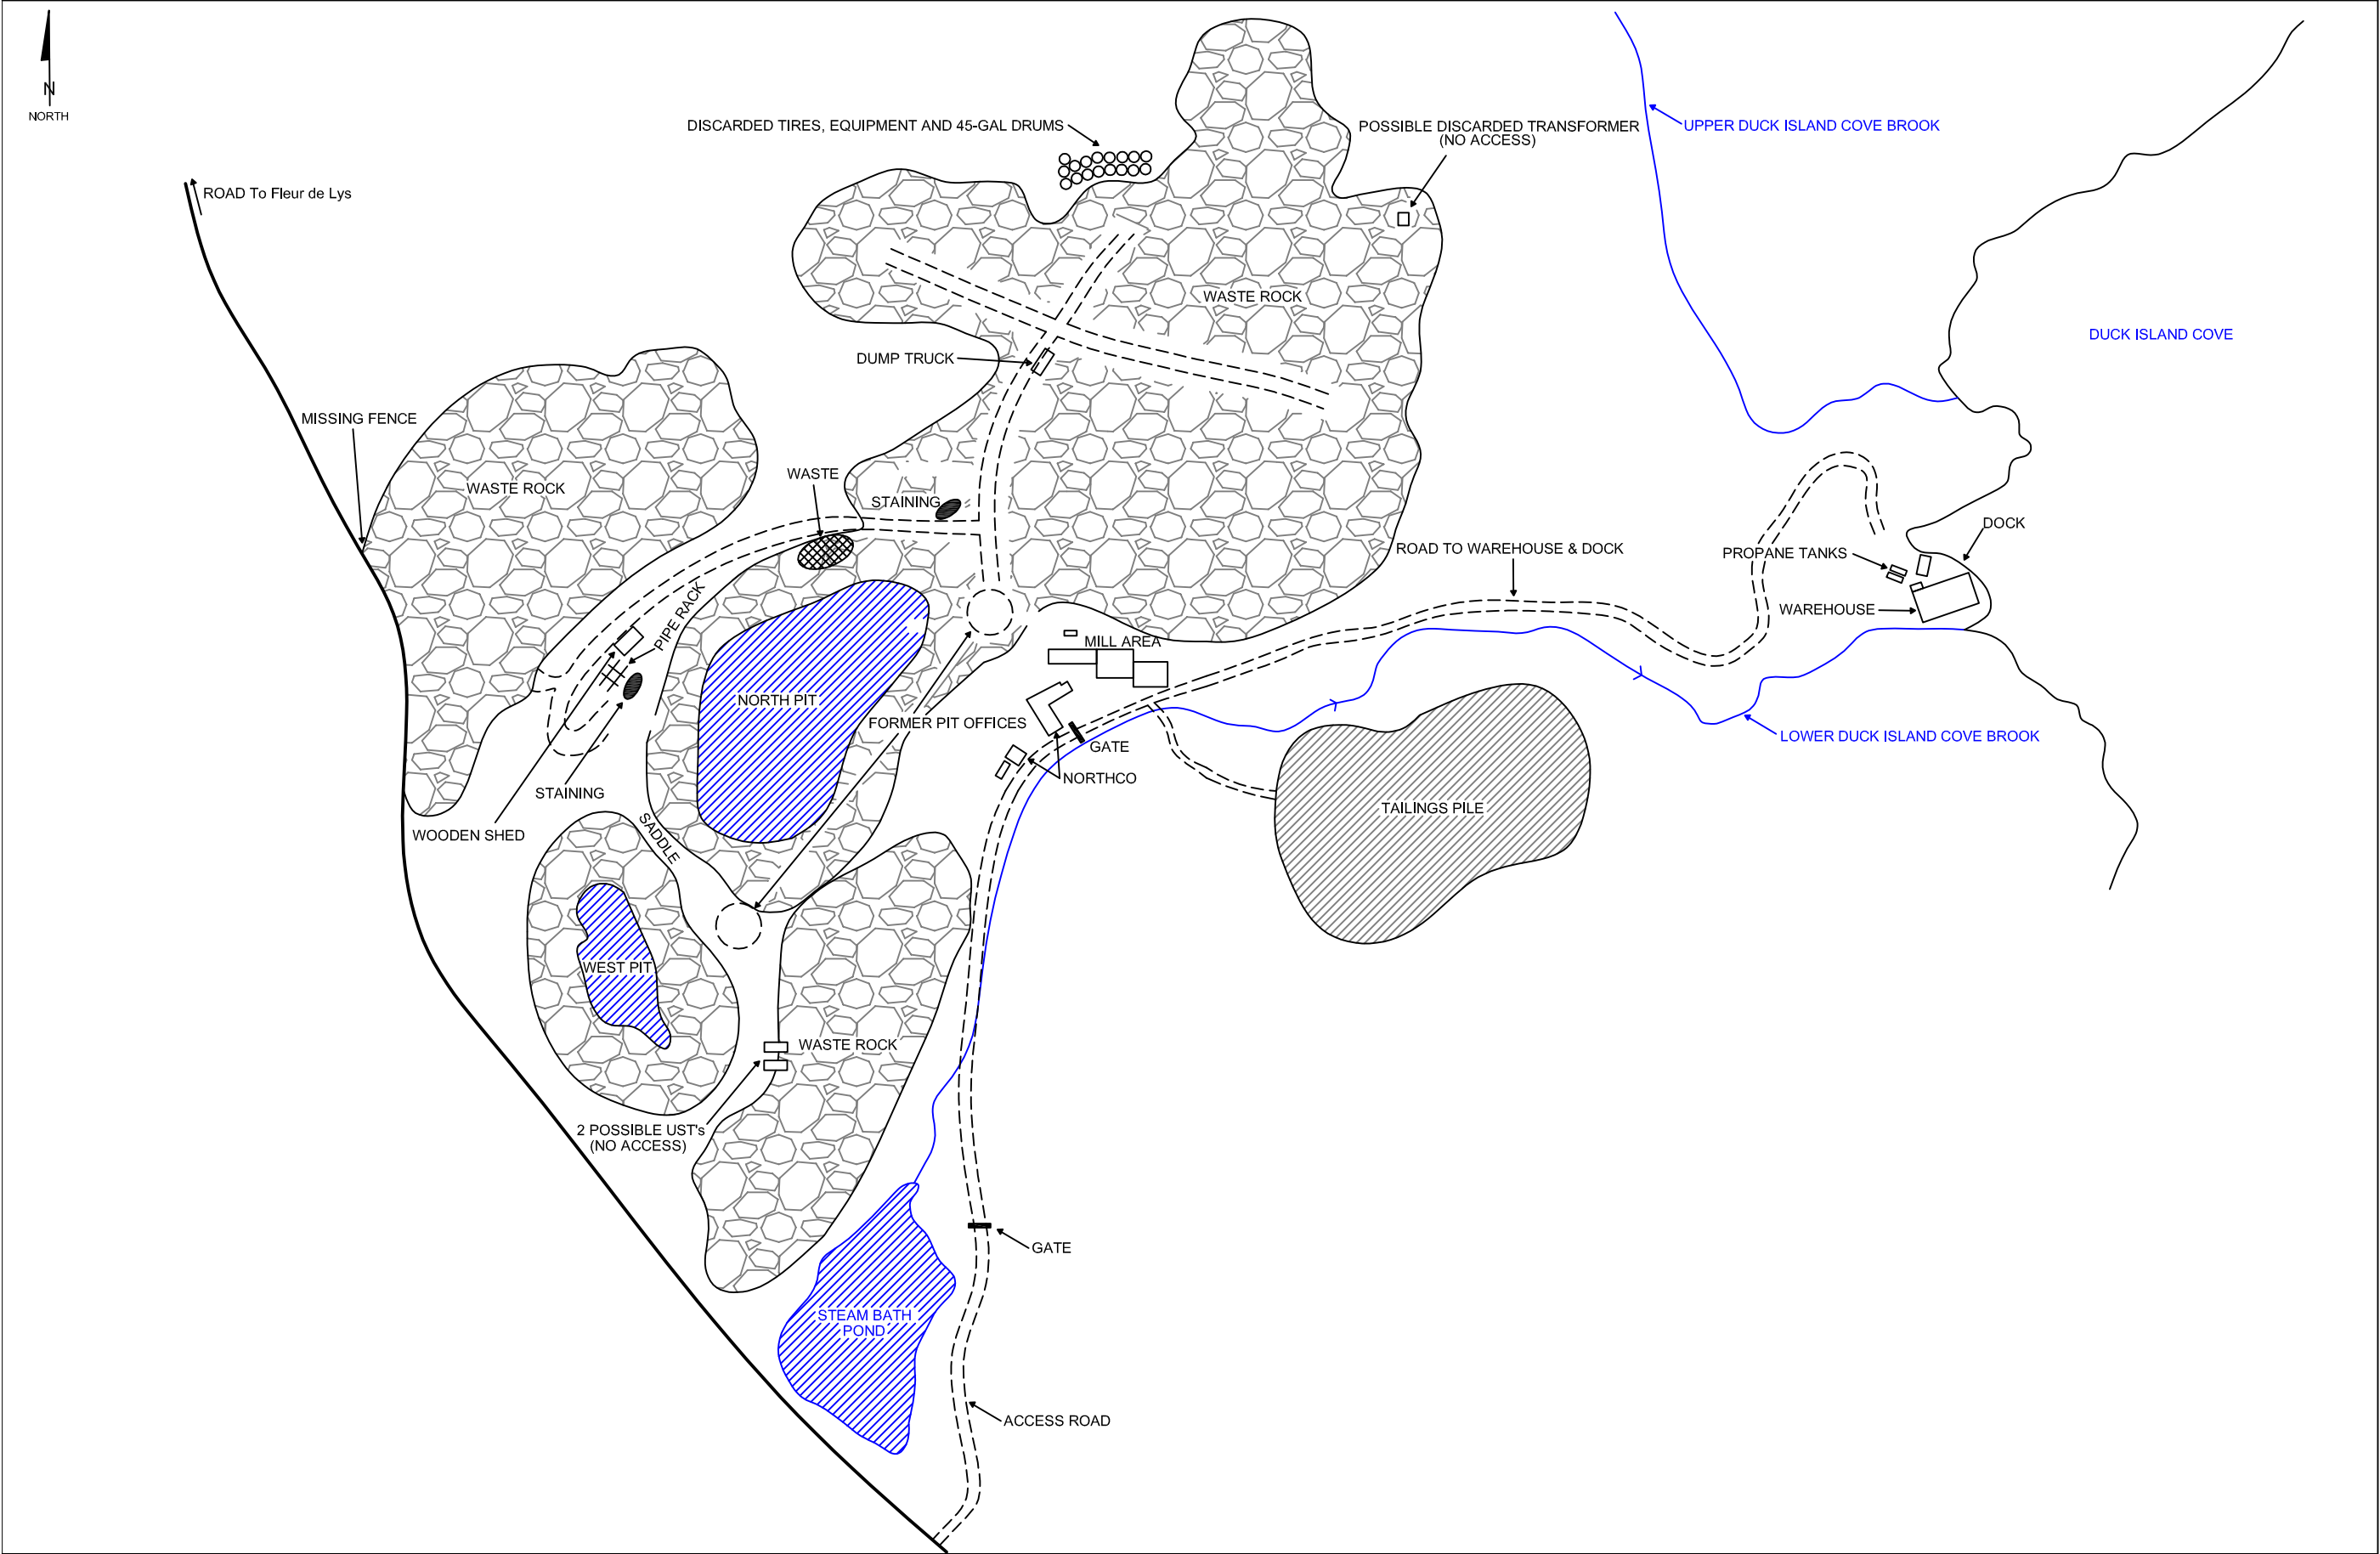 N
NORTH
ROAD To Fleur de Lys
DISCARDED TIRES, EQUIPMENT AND 45-GAL DRUMS
POSSIBLE DISCARDED TRANSFORMER
(NO ACCESS)
UPPER DUCK ISLAND COVE BROOK
WASTE ROCK
DUCK ISLAND COVE
DUMP TRUCK
MISSING FENCE
WASTE ROCK
WASTE
STAINING
DOCK
ROAD TO WAREHOUSE & DOCK
PROPANE TANKS
WAREHOUSE
PIPE RACK
MILL AREA
NORTH PIT
FORMER PIT OFFICES
GATE
LOWER DUCK ISLAND COVE BROOK
NORTHCO
STAINING
TAILINGS PILE
WOODEN SHED
SADDLE
WEST PIT
WASTE ROCK
2 POSSIBLE UST's
(NO ACCESS)
GATE
STEAM BATH
POND
ACCESS ROAD